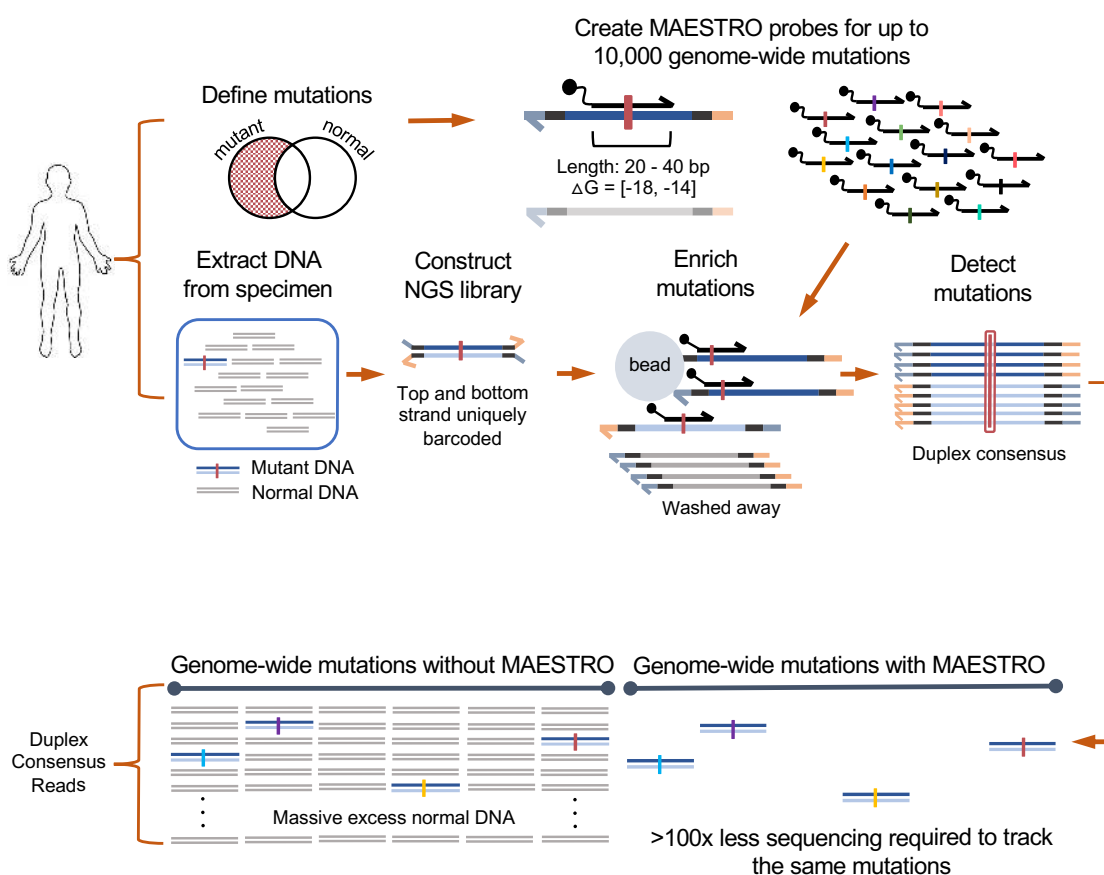 Create MAESTRO probes for up to
10,000 genome-wide mutations
Define mutations
mutant
normal
Length: 20 - 40 bp
△G = [-18, -14]
Extract DNA
from specimen
Construct
NGS library
Enrich
mutations
Detect
mutations
bead
Top and bottom
strand uniquely
barcoded
Duplex consensus
Mutant DNA
Normal DNA
Washed away
Genome-wide mutations without MAESTRO
Genome-wide mutations with MAESTRO
Duplex
Consensus
Reads
Massive excess normal DNA
>100x less sequencing required to track
the same mutations